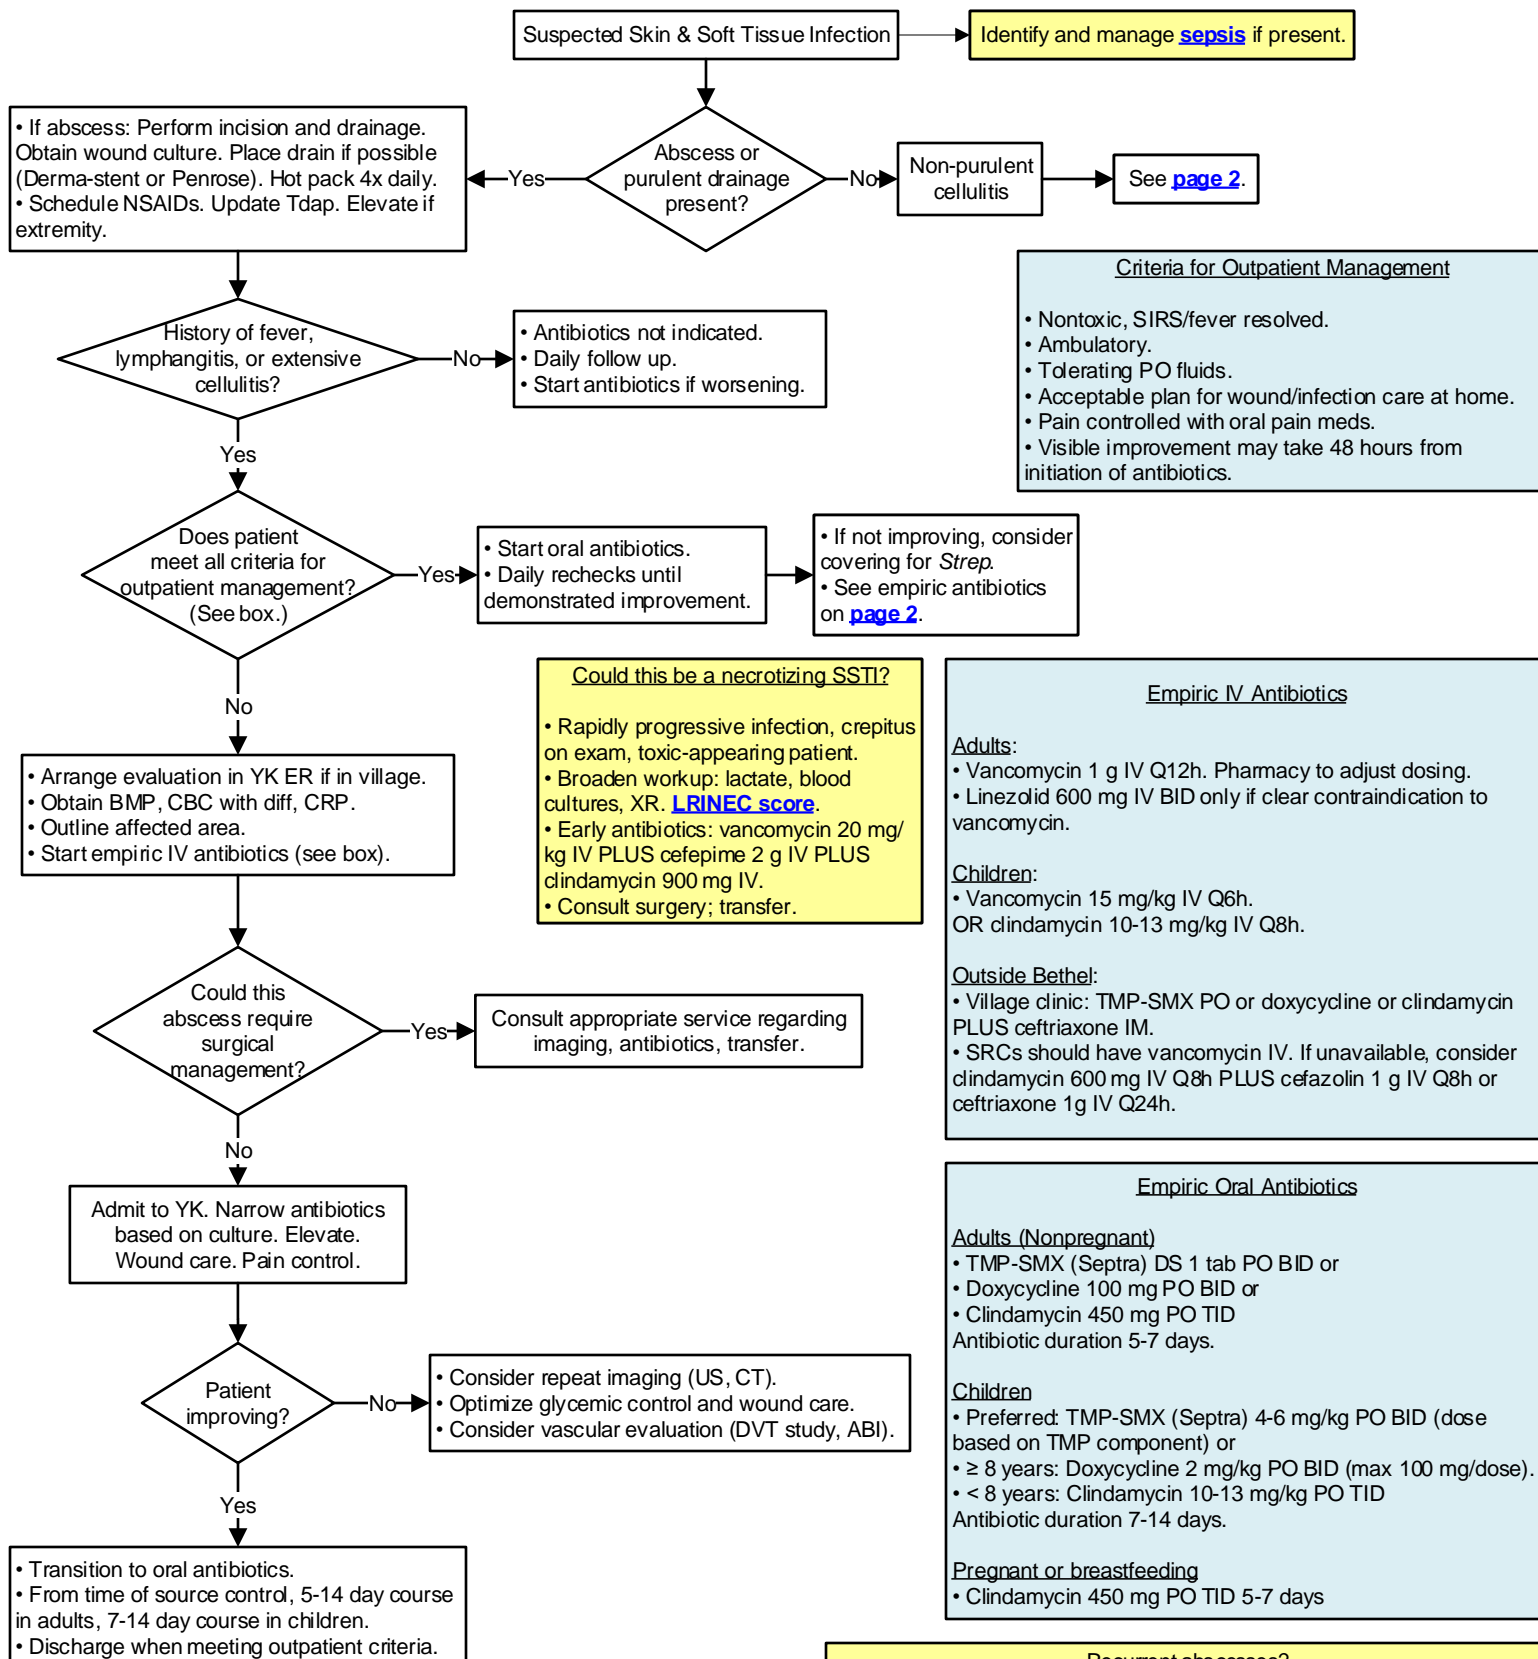 Suspected Skin & Soft Tissue Infection
Identify and manage sepsis if present.
• If abscess: Perform incision and drainage.
Obtain wound culture. Place drain if possible
(Derma-stent or Penrose). Hot pack 4x daily.
• Schedule NSAIDs. Update Tdap. Elevate if
extremity.
Yes
Abscess or
purulent drainage
present?
No
Non-purulent
cellulitis
See page 2.
Criteria for Outpatient Management
• Nontoxic, SIRS/fever resolved.
• Ambulatory.
• Tolerating PO fluids.
• Acceptable plan for wound/infection care at home.
• Pain controlled with oral pain meds.
• Visible improvement may take 48 hours from
initiation of antibiotics.
History of fever,
lymphangitis, or extensive
cellulitis?
No
• Antibiotics not indicated.
• Daily follow up.
• Start antibiotics if worsening.
Yes
Does patient
meet all criteria for
outpatient management?
(See box.)
Yes
• Start oral antibiotics.
• Daily rechecks until
demonstrated improvement.
• If not improving, consider
covering for Strep.
• See empiric antibiotics
on page 2.
No
Could this be a necrotizing SSTI?
• Rapidly progressive infection, crepitus
on exam, toxic-appearing patient.
• Broaden workup: lactate, blood
cultures, XR. LRINEC score.
• Early antibiotics: vancomycin 20 mg/
kg IV PLUS cefepime 2 g IV PLUS
clindamycin 900 mg IV.
• Consult surgery; transfer.
Empiric IV Antibiotics
Adults:
• Vancomycin 1 g IV Q12h. Pharmacy to adjust dosing.
• Linezolid 600 mg IV BID only if clear contraindication to
vancomycin.
Children:
• Vancomycin 15 mg/kg IV Q6h.
OR clindamycin 10-13 mg/kg IV Q8h.
Outside Bethel:
• Village clinic: TMP-SMX PO or doxycycline or clindamycin
PLUS ceftriaxone IM.
• SRCs should have vancomycin IV. If unavailable, consider
clindamycin 600 mg IV Q8h PLUS cefazolin 1 g IV Q8h or
ceftriaxone 1g IV Q24h.
• Arrange evaluation in YK ER if in village.
• Obtain BMP, CBC with diff, CRP.
• Outline affected area.
• Start empiric IV antibiotics (see box).
Could this
abscess require
surgical
management?
Yes
Consult appropriate service regarding
imaging, antibiotics, transfer.
No
Admit to YK. Narrow antibiotics
based on culture. Elevate.
Wound care. Pain control.
Empiric Oral Antibiotics
Adults (Nonpregnant)
• TMP-SMX (Septra) DS 1 tab PO BID or
• Doxycycline 100 mg PO BID or
• Clindamycin 450 mg PO TID
Antibiotic duration 5-7 days.
Children
• Preferred: TMP-SMX (Septra) 4-6 mg/kg PO BID (dose
based on TMP component) or
• ≥ 8 years: Doxycycline 2 mg/kg PO BID (max 100 mg/dose).
• < 8 years: Clindamycin 10-13 mg/kg PO TID
Antibiotic duration 7-14 days.
Pregnant or breastfeeding
• Clindamycin 450 mg PO TID 5-7 days
Patient
improving?
No
• Consider repeat imaging (US, CT).
• Optimize glycemic control and wound care.
• Consider vascular evaluation (DVT study, ABI).
Yes
• Transition to oral antibiotics.
• From time of source control, 5-14 day course
in adults, 7-14 day course in children.
• Discharge when meeting outpatient criteria.
Recurrent abscesses?